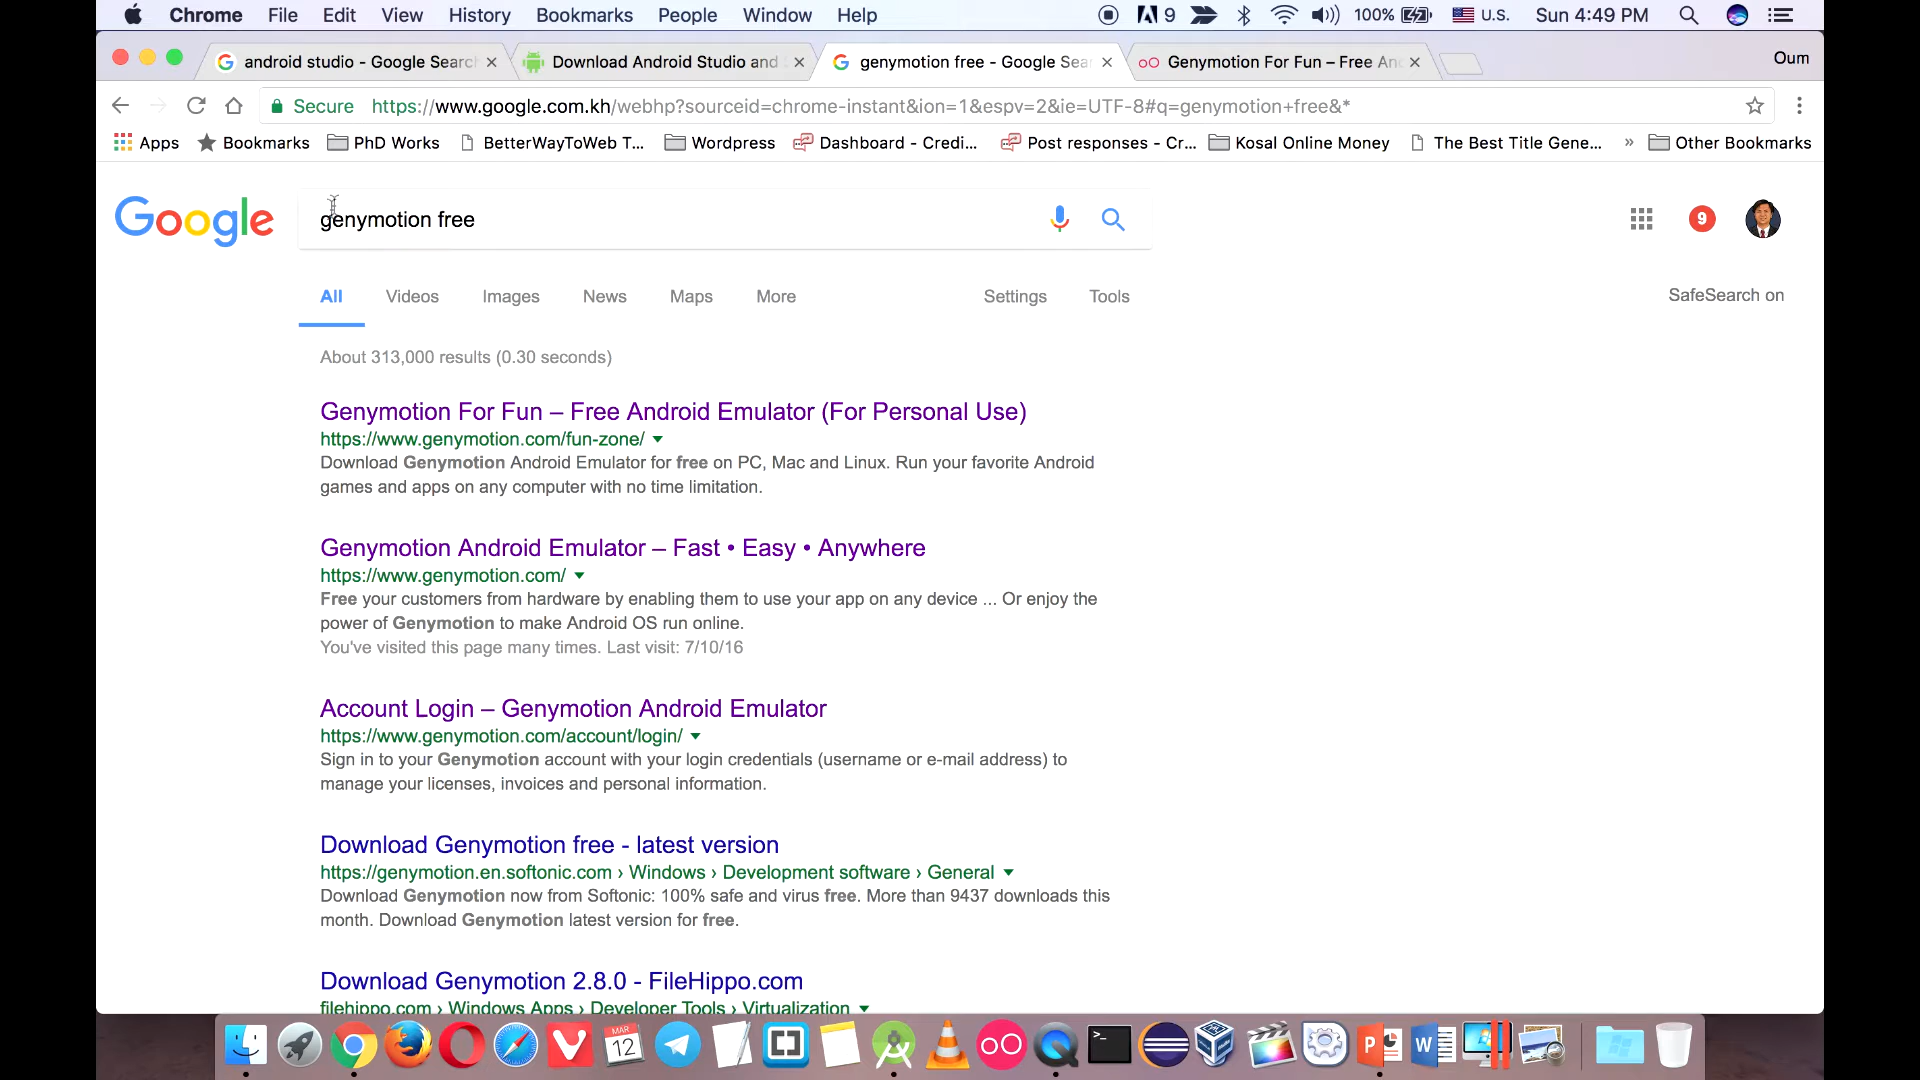 Chrome File Edit View History Bookmarks People Window Help 9 100% U.S. Sun 4:49 PM
android studio - Google Searc Download Android Studio and genymotion free - Google Sea Genymotion For Fun – Free An Oum
Secure https://www.google.com.kh/webhp?sourceid=chrome-instant&ion=1&espv=2&ie=UTF-8#q=genymotion+free&*
Apps Bookmarks PhD Works BetterWayToWeb T... Wordpress Dashboard - Credi... Post responses - Cr... Kosal Online Money The Best Title Gene... » Other Bookmarks
Google genymotion free 9
All Videos Images News Maps More Settings Tools SafeSearch on
About 313,000 results (0.30 seconds)
Genymotion For Fun – Free Android Emulator (For Personal Use)
https://www.genymotion.com/fun-zone/
Download Genymotion Android Emulator for free on PC, Mac and Linux. Run your favorite Android
games and apps on any computer with no time limitation.
Genymotion Android Emulator – Fast • Easy • Anywhere
https://www.genymotion.com/
Free your customers from hardware by enabling them to use your app on any device ... Or enjoy the
power of Genymotion to make Android OS run online.
You've visited this page many times. Last visit: 7/10/16
Account Login – Genymotion Android Emulator
https://www.genymotion.com/account/login/
Sign in to your Genymotion account with your login credentials (username or e-mail address) to
manage your licenses, invoices and personal information.
Download Genymotion free - latest version
https://genymotion.en.softonic.com › Windows › Development software › General
Download Genymotion now from Softonic: 100% safe and virus free. More than 9437 downloads this
month. Download Genymotion latest version for free.
Download Genymotion 2.8.0 - FileHippo.com
filehippo.com › Windows Apps › Developer Tools › Virtualization
MAR
12
P W